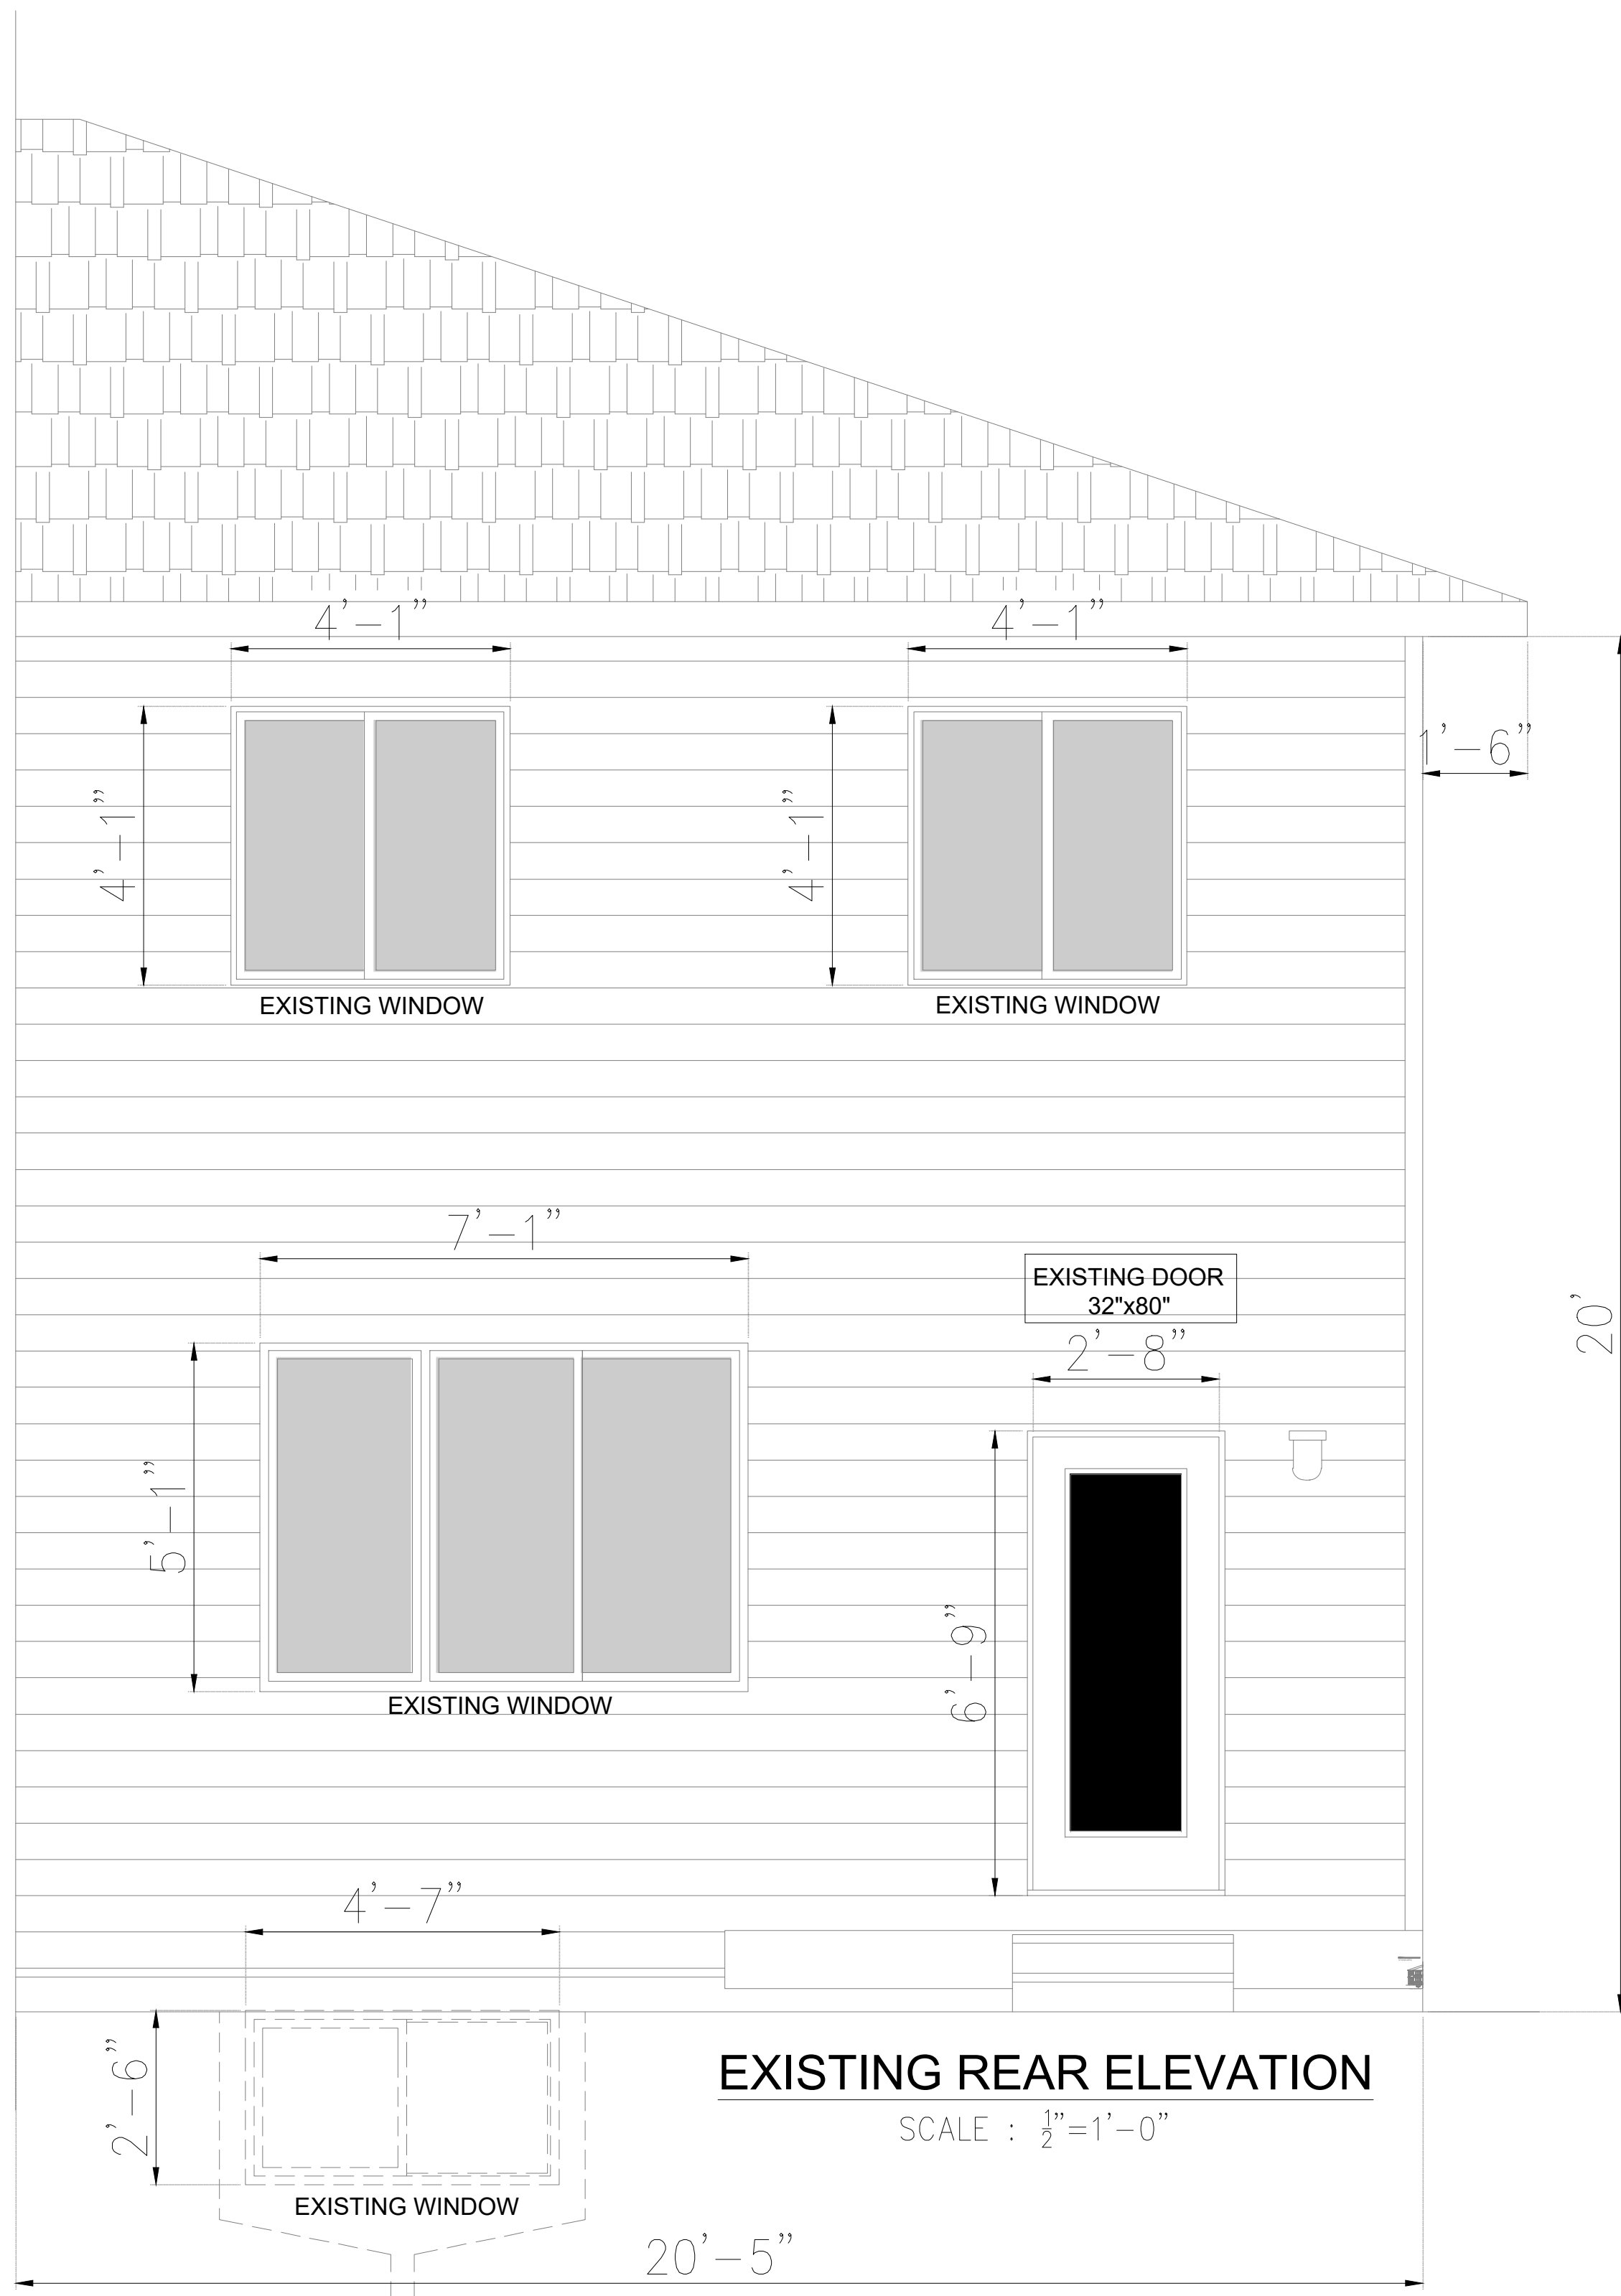 4'-1" 4'-1"
1'-6"
4'-1" 4'-1"
EXISTING WINDOW EXISTING WINDOW
7'-1"
EXISTING DOOR
32"x80"
20'
2'-8"
5'-1"
6'-9"
EXISTING WINDOW
4'-7"
2'-6"
EXISTING REAR ELEVATION
SCALE : ½"=1'-0"
EXISTING WINDOW
20'-5"